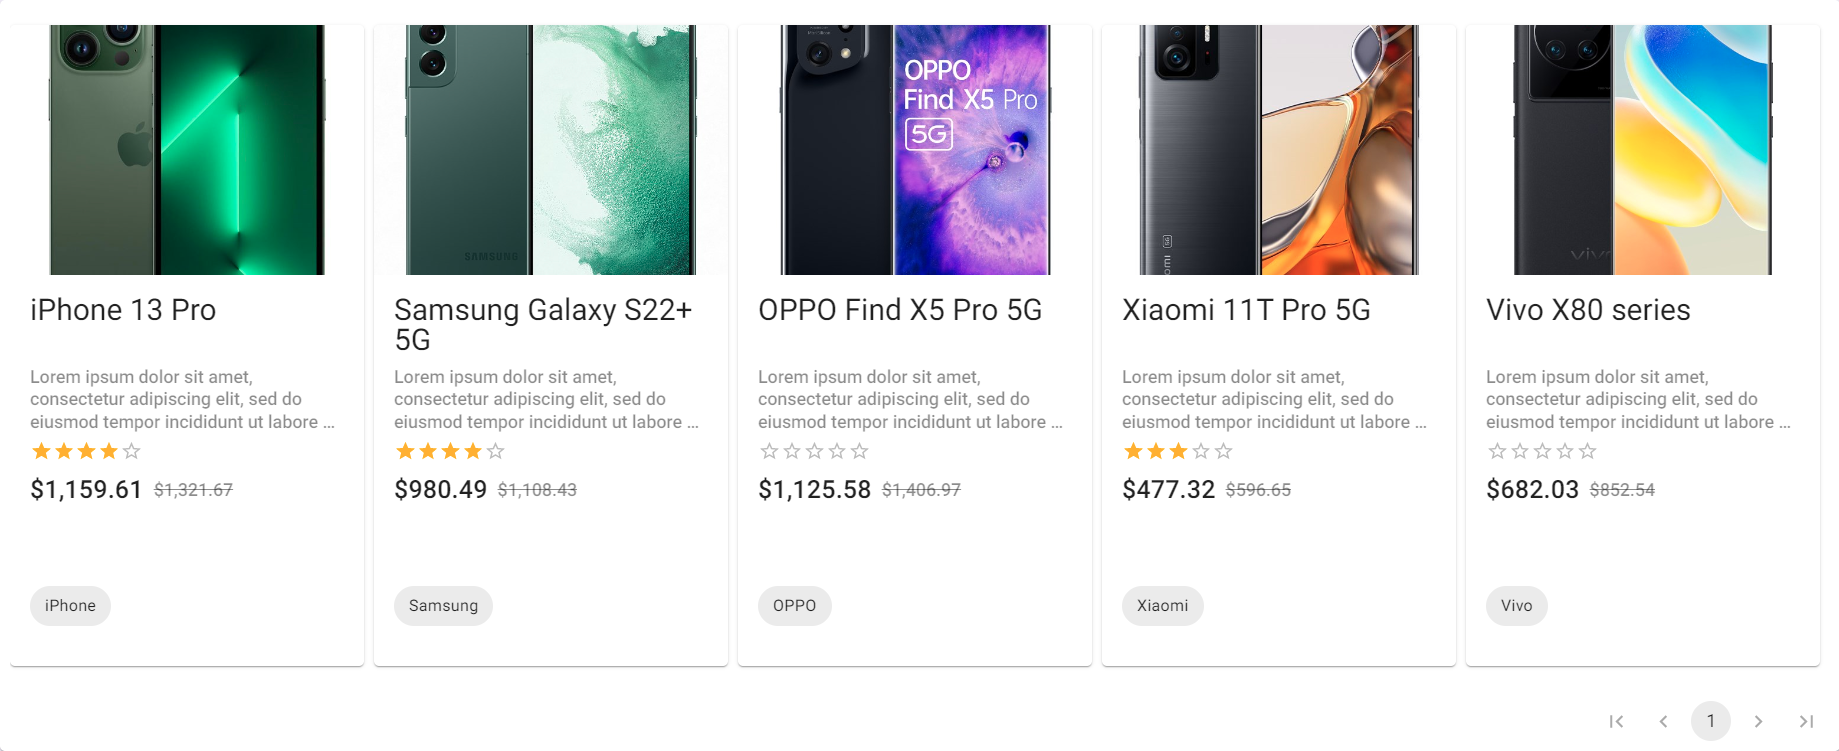 OPPO
Find X5 Pro
5G
SAMSUNG
vivo
iPhone 13 Pro
Lorem ipsum dolor sit amet,
consectetur adipiscing elit, sed do
eiusmod tempor incididunt ut labore ...
$1,159.61 $1,321.67
iPhone
Samsung Galaxy S22+
5G
Lorem ipsum dolor sit amet,
consectetur adipiscing elit, sed do
eiusmod tempor incididunt ut labore ...
$980.49 $1,108.43
Samsung
OPPO Find X5 Pro 5G
Lorem ipsum dolor sit amet,
consectetur adipiscing elit, sed do
eiusmod tempor incididunt ut labore ...
$1,125.58 $1,406.97
OPPO
Xiaomi 11T Pro 5G
Lorem ipsum dolor sit amet,
consectetur adipiscing elit, sed do
eiusmod tempor incididunt ut labore ...
$477.32 $596.65
Xiaomi
Vivo X80 series
Lorem ipsum dolor sit amet,
consectetur adipiscing elit, sed do
eiusmod tempor incididunt ut labore ...
$682.03 $852.54
Vivo
1